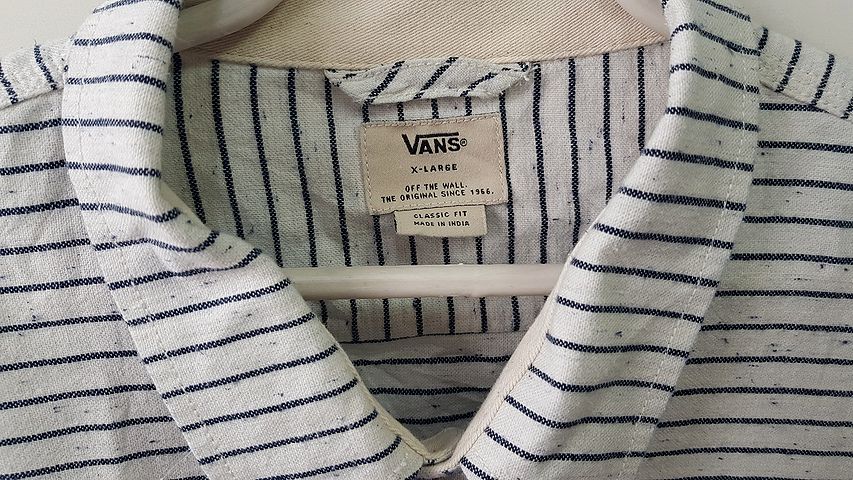 VANS®
X-LARGE
OFF THE WALL.
THE ORIGINAL SINCE 1966.
CLASSIC FIT
MADE IN INDIA